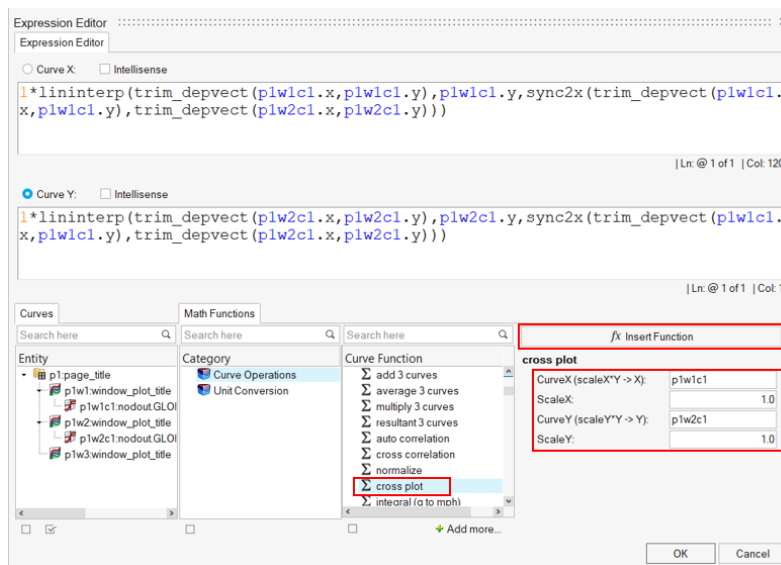 Expression Editor
Expression Editor
Curve X: Intellisense
1*lininterp(trim_depvect(p1w1c1.x,p1w1c1.y),p1w1c1.y,sync2x(trim_depvect(p1w1c1.
x,p1w1c1.y),trim_depvect(p1w2c1.x,p1w2c1.y)))
| Ln: @ 1 of 1 | Col: 120
Curve Y: Intellisense
1*lininterp(trim_depvect(p1w2c1.x,p1w2c1.y),p1w2c1.y,sync2x(trim_depvect(p1w1c1.
x,p1w1c1.y),trim_depvect(p1w2c1.x,p1w2c1.y)))
| Ln: @ 1 of 1 | Col: 1
Curves Math Functions
Search here Search here Search here fx Insert Function
Entity Category Curve Function cross plot
p1:page_title Curve Operations Σ add 3 curves CurveX (scaleX*Y -> X): p1w1c1
p1w1:window_plot_title Unit Conversion Σ average 3 curves ScaleX: 1.0
p1w1c1:nodout.GLOI Σ multiply 3 curves CurveY (scaleY*Y -> Y): p1w2c1
p1w2:window_plot_title Σ resultant 3 curves ScaleY: 1.0
p1w2c1:nodout.GLOI Σ auto correlation
p1w3:window_plot_title Σ cross correlation
Σ normalize
Σ cross plot
Σ integral (g to mph)
Add more...
OK Cancel